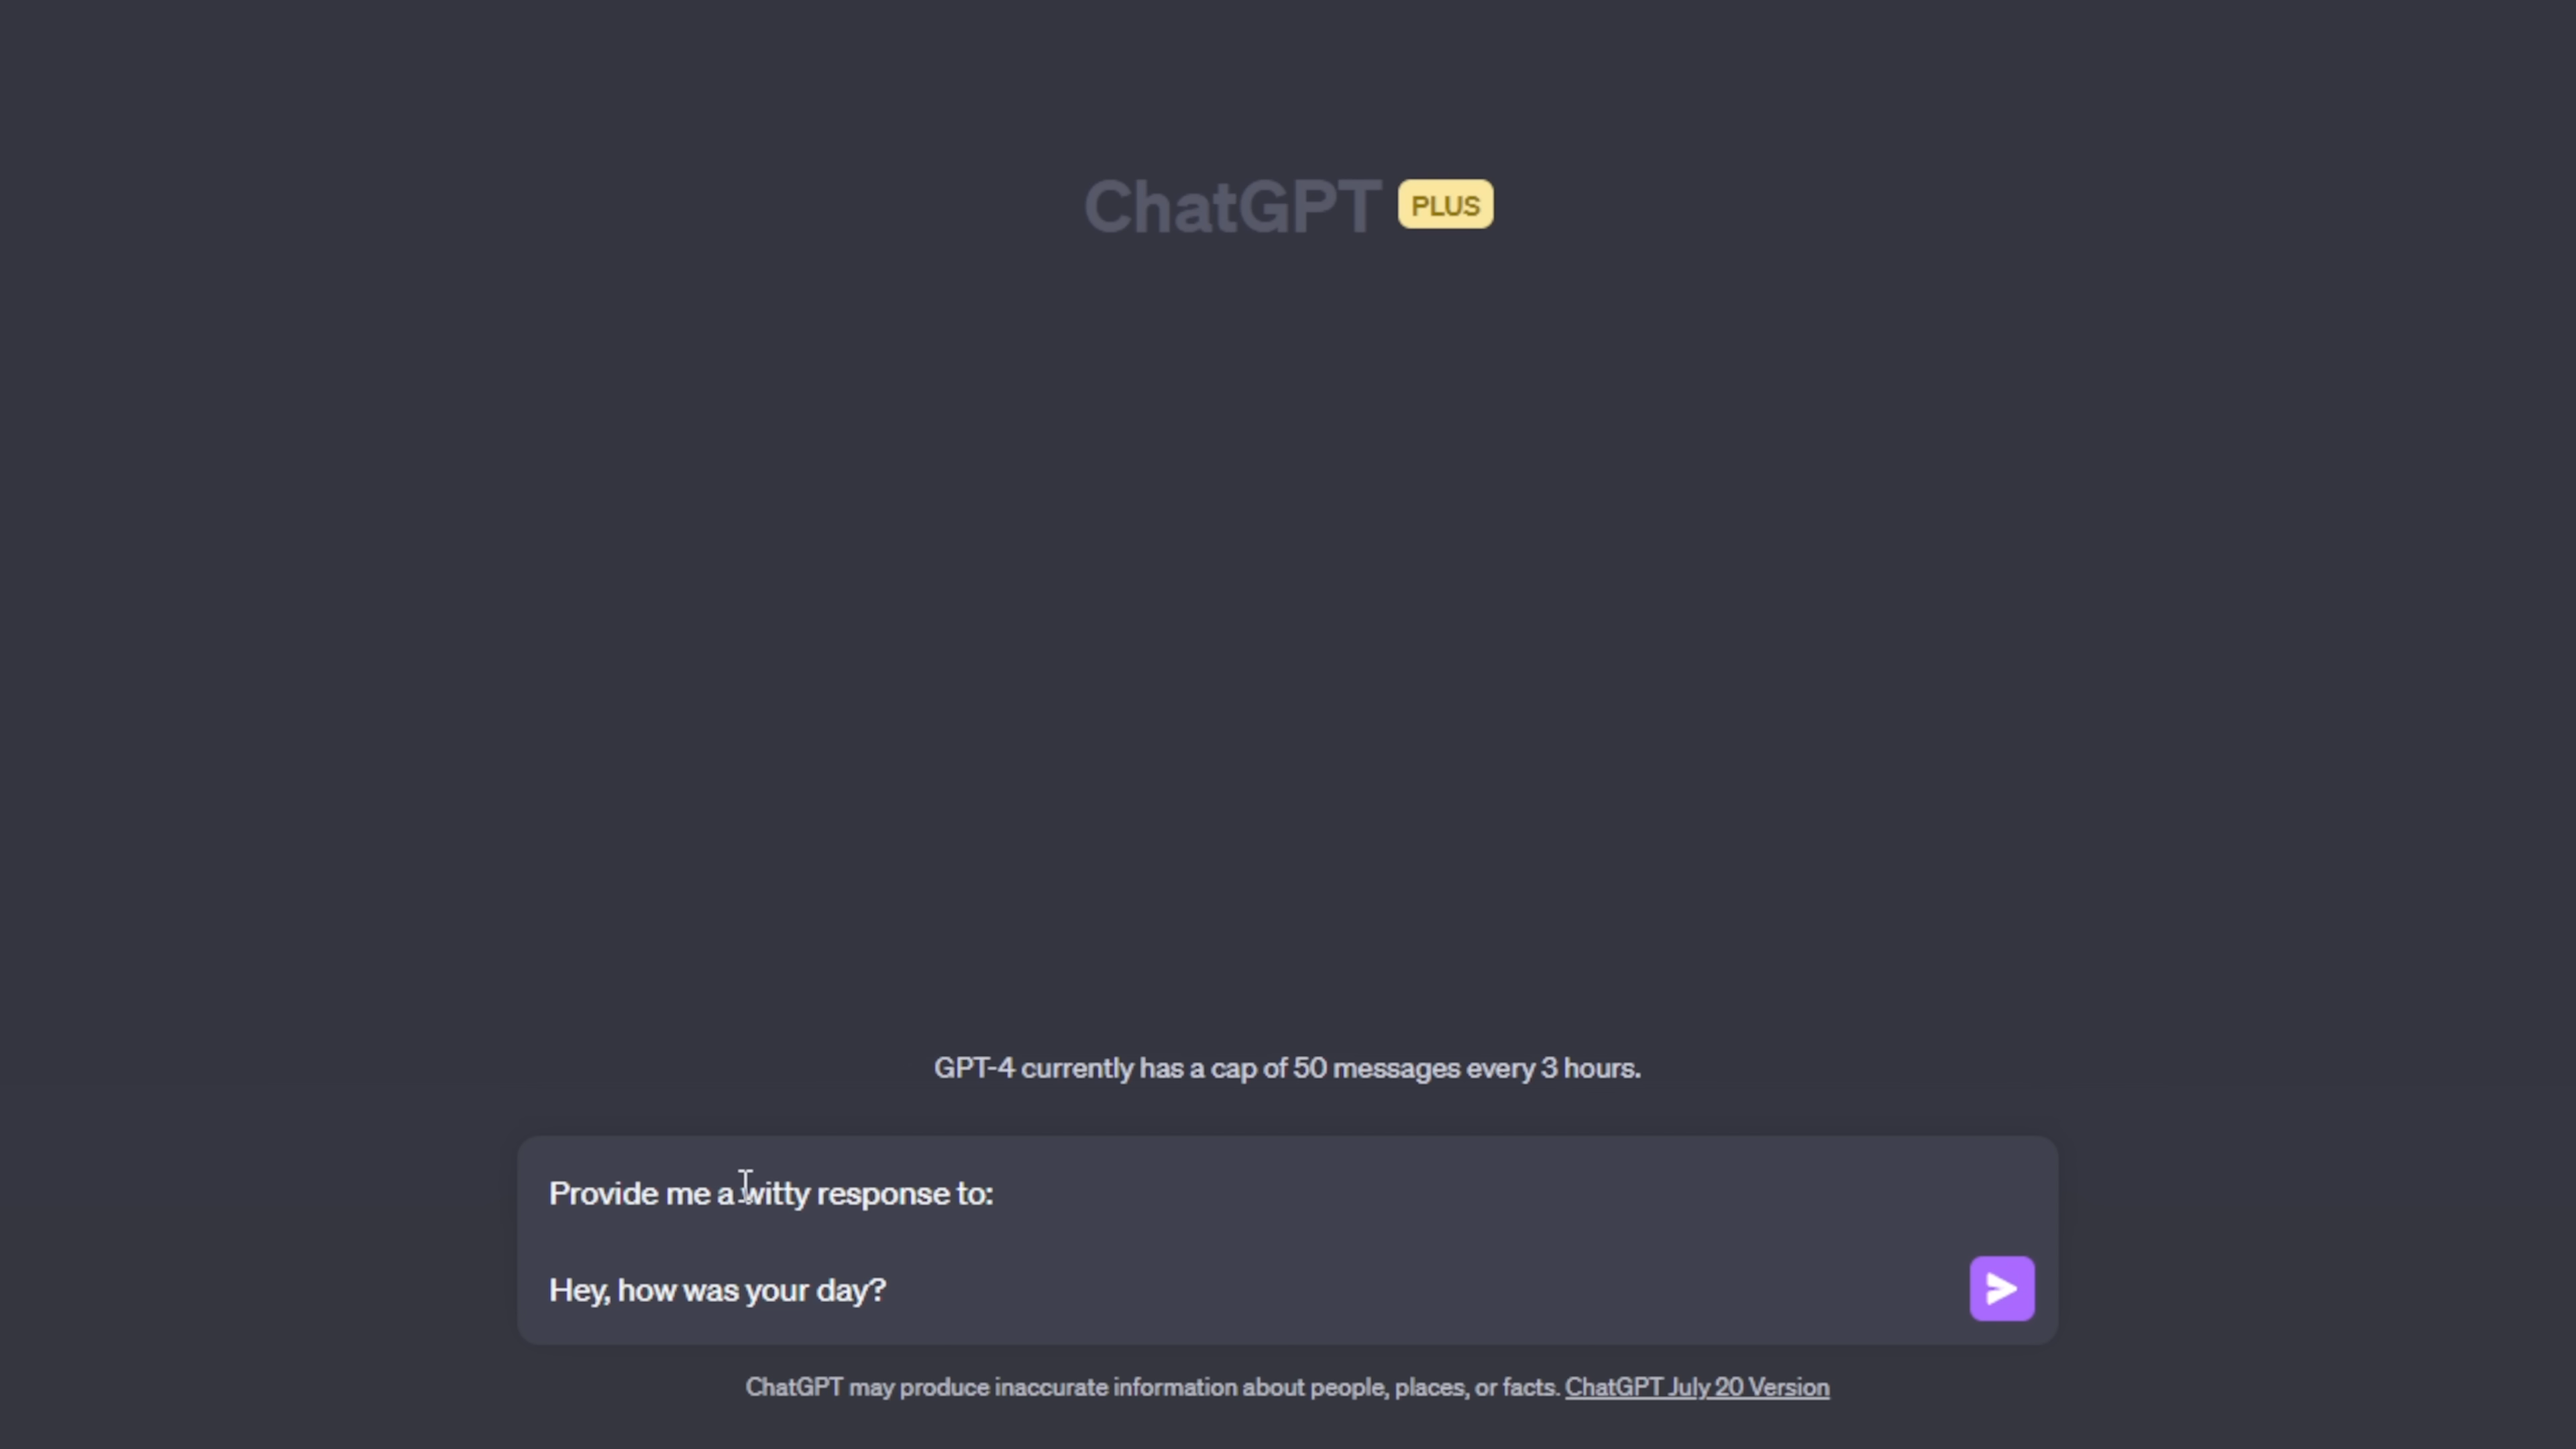 ChatGPT PLUS
GPT-4 currently has a cap of 50 messages every 3 hours.
Provide me a witty response to:
Hey, how was your day?
ChatGPT may produce inaccurate information about people, places, or facts. ChatGPT July 20 Version